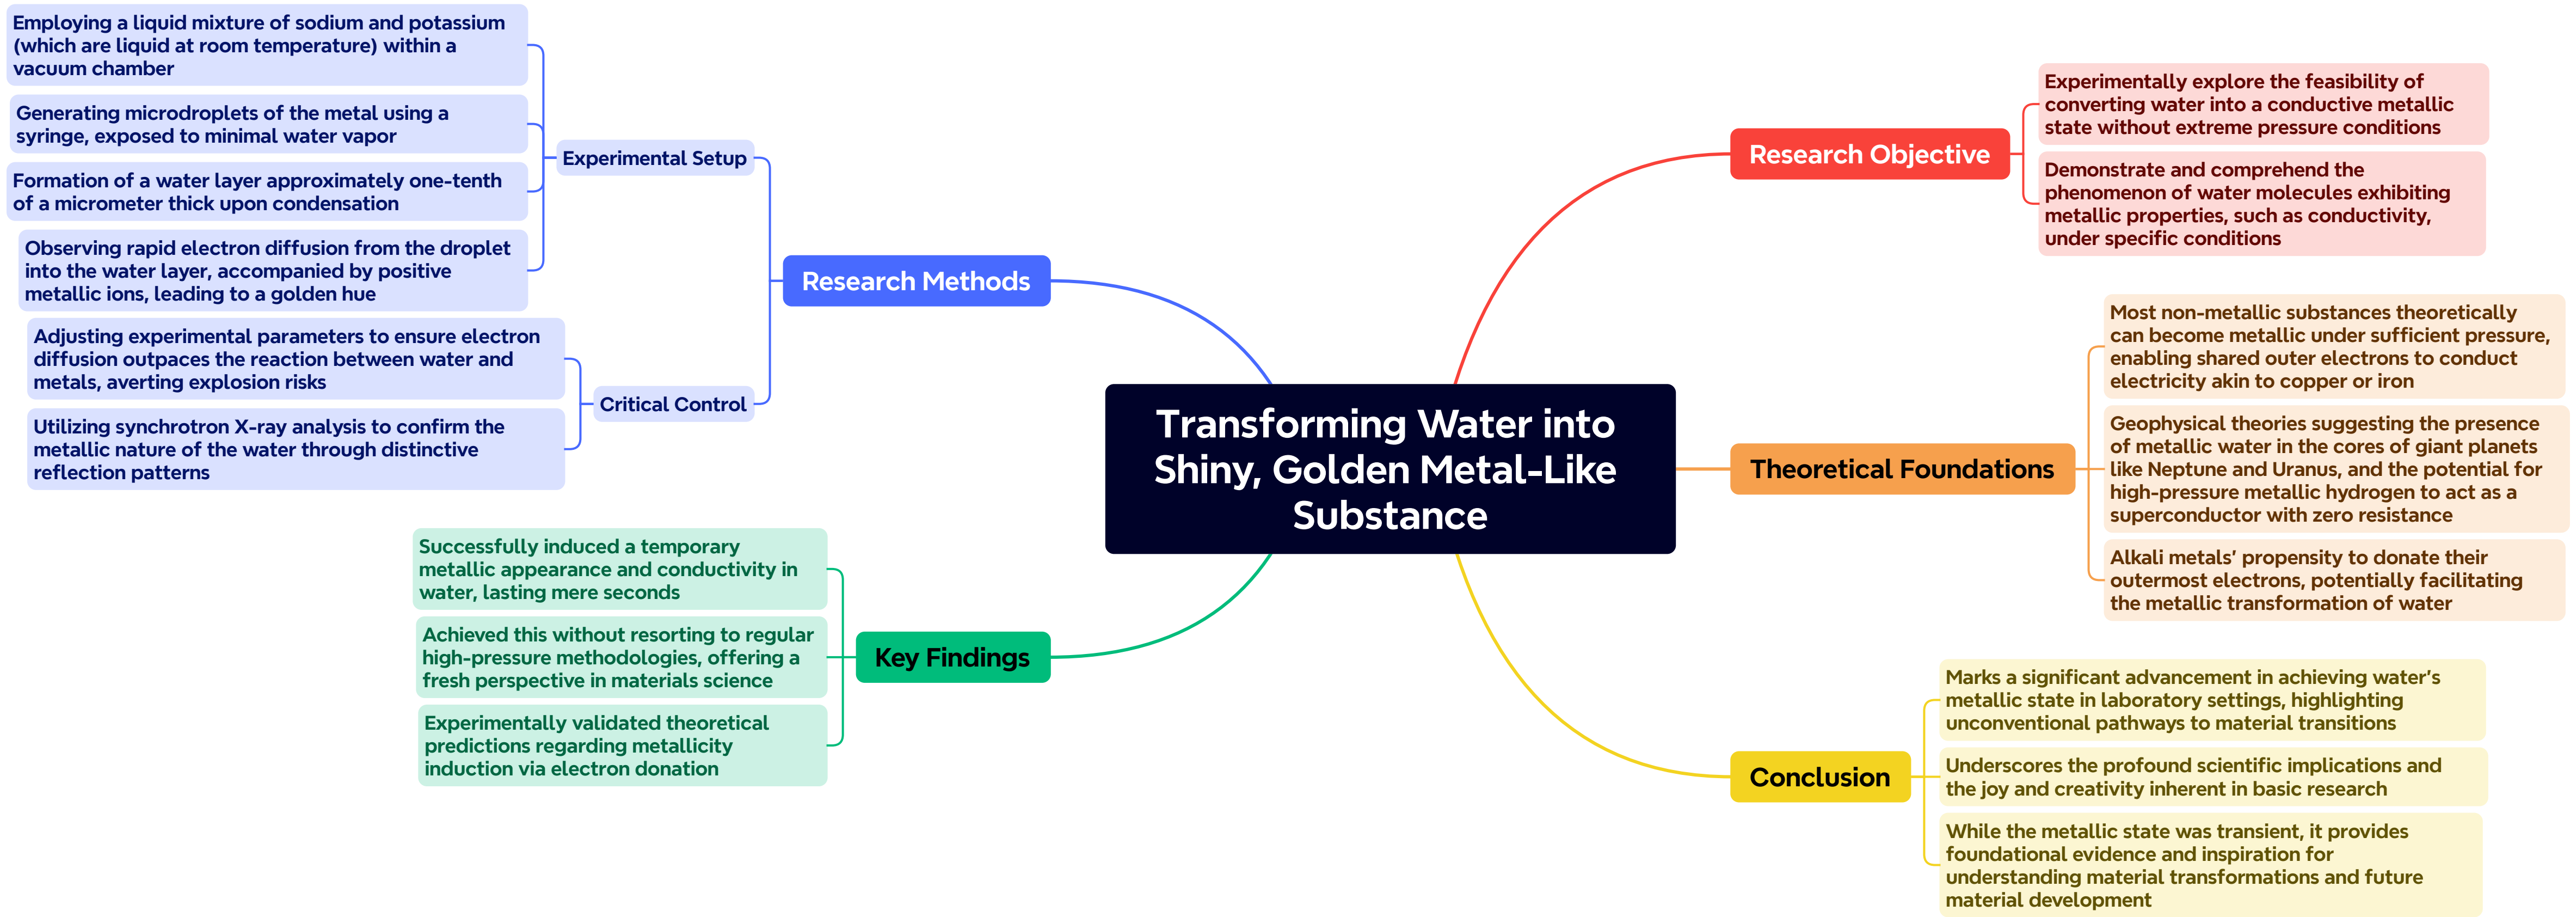 Transforming Water into
Shiny, Golden Metal-Like
Substance
Research Objective
Experimentally explore the feasibility of
converting water into a conductive metallic
state without extreme pressure conditions
Demonstrate and comprehend the
phenomenon of water molecules exhibiting
metallic properties, such as conductivity,
under specific conditions
Theoretical Foundations
Most non-metallic substances theoretically
can become metallic under sufficient pressure,
enabling shared outer electrons to conduct
electricity akin to copper or iron
Geophysical theories suggesting the presence
of metallic water in the cores of giant planets
like Neptune and Uranus, and the potential for
high-pressure metallic hydrogen to act as a
superconductor with zero resistance
Alkali metals’ propensity to donate their
outermost electrons, potentially facilitating
the metallic transformation of water
Conclusion
Marks a significant advancement in achieving water’s
metallic state in laboratory settings, highlighting
unconventional pathways to material transitions
Underscores the profound scientific implications and
the joy and creativity inherent in basic research
While the metallic state was transient, it provides
foundational evidence and inspiration for
understanding material transformations and future
material development
Research Methods
Experimental Setup
Employing a liquid mixture of sodium and potassium
(which are liquid at room temperature) within a
vacuum chamber
Generating microdroplets of the metal using a
syringe, exposed to minimal water vapor
Formation of a water layer approximately one-tenth
of a micrometer thick upon condensation
Observing rapid electron diffusion from the droplet
into the water layer, accompanied by positive
metallic ions, leading to a golden hue
Critical Control
Adjusting experimental parameters to ensure electron
diffusion outpaces the reaction between water and
metals, averting explosion risks
Utilizing synchrotron X-ray analysis to confirm the
metallic nature of the water through distinctive
reflection patterns
Key Findings
Successfully induced a temporary
metallic appearance and conductivity in
water, lasting mere seconds
Achieved this without resorting to regular
high-pressure methodologies, offering a
fresh perspective in materials science
Experimentally validated theoretical
predictions regarding metallicity
induction via electron donation